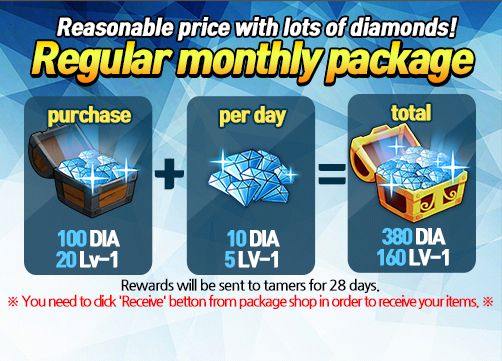 Reasonable price with lots of diamonds!
Regular monthly package
purchase
per day
total
+
=
100 DIA
20 Lv-1
10 DIA
5 LV-1
380 DIA
160 LV-1
Rewards will be sent to tamers for 28 days.
※ You need to click 'Receive' betton from package shop in order to receive your items. ※